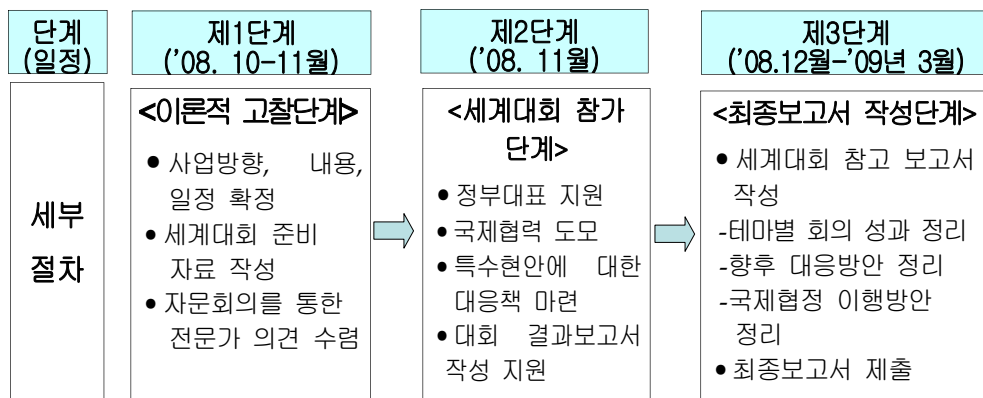 단계
(일정)
제1단계
('08. 10-11월)
제2단계
('08. 11월)
제3단계
('08.12월-'09년 3월)
세부
절차
<이론적 고찰단계>
• 사업방향, 내용,
일정 확정
• 세계대회 준비
자료 작성
• 자문회의를 통한
전문가 의견 수렴
<세계대회 참가
단계>
• 정부대표 지원
• 국제협력 도모
• 특수현안에 대한
대응책 마련
• 대회 결과보고서
작성 지원
<최종보고서 작성단계>
• 세계대회 참고 보고서
작성
-테마별 회의 성과 정리
-향후 대응방안 정리
-국제협정 이행방안
정리
• 최종보고서 제출